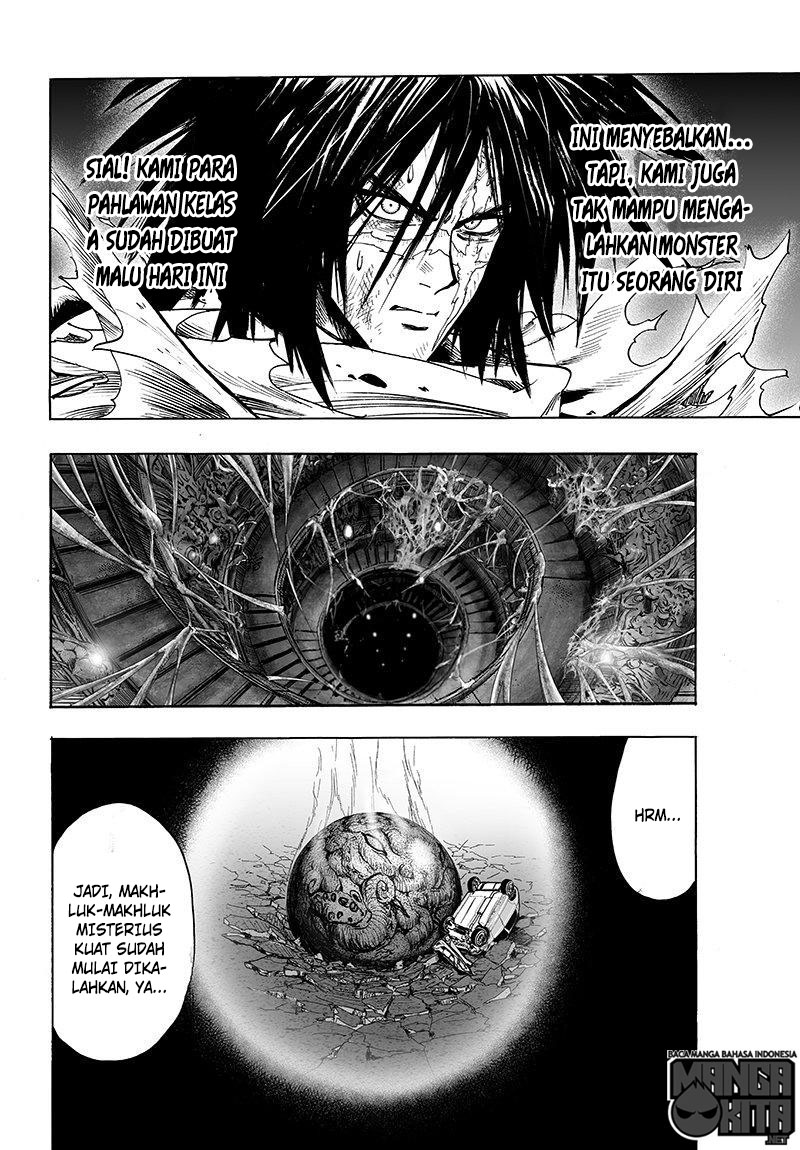 INI MENYEBALKAN...
TAPI, KAMI JUGA
TAK MAMPU MENGA-
LAHKAN MONSTER
ITU SEORANG DIRI
SIAL! KAMI PARA
PAHLAWAN KELAS
A SUDAH DIBUAT
MALU HARI INI
HRM...
JADI, MAKH-
LUK-MAKHLUK
MISTERIUS
KUAT SUDAH
MULAI DIKA-
LAHKAN, YA...
BACA MANGA BAHASA INDONESIA
MANGA
KITA
.NET